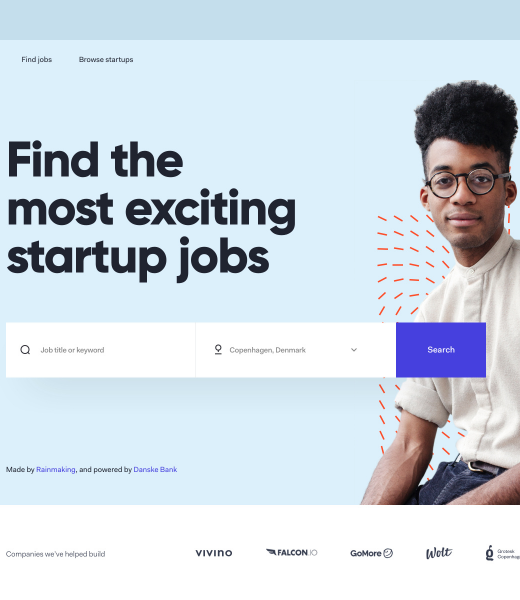 Find jobs Browse startups
Find the
most exciting
startup jobs
Job title or keyword Copenhagen, Denmark Search
Made by Rainmaking, and powered by Danske Bank
Companies we've helped build VIVINO FALCON.IO GoMore Wolt g Grotesk